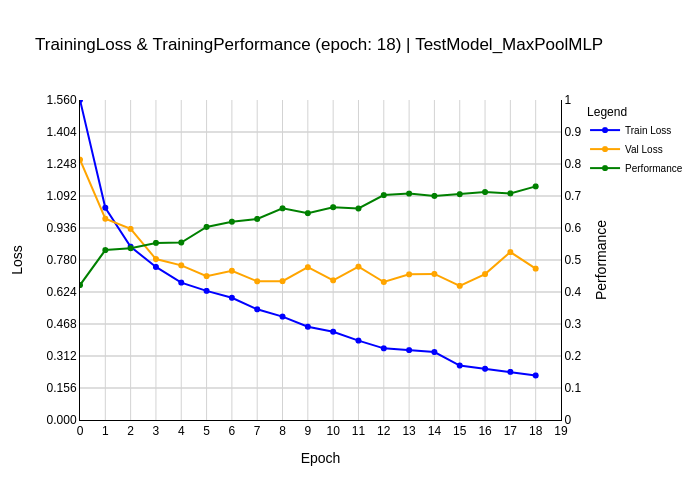 TrainingLoss & TrainingPerformance (epoch: 18) | TestModel_MaxPoolMLP
Legend
Train Loss
Val Loss
Performance
1.560
1.404
1.248
1.092
0.936
0.780
0.624
0.468
0.312
0.156
0.000
Loss
1
0.9
0.8
0.7
0.6
0.5
0.4
0.3
0.2
0.1
0
Performance
0 1 2 3 4 5 6 7 8 9 10 11 12 13 14 15 16 17 18 19
Epoch